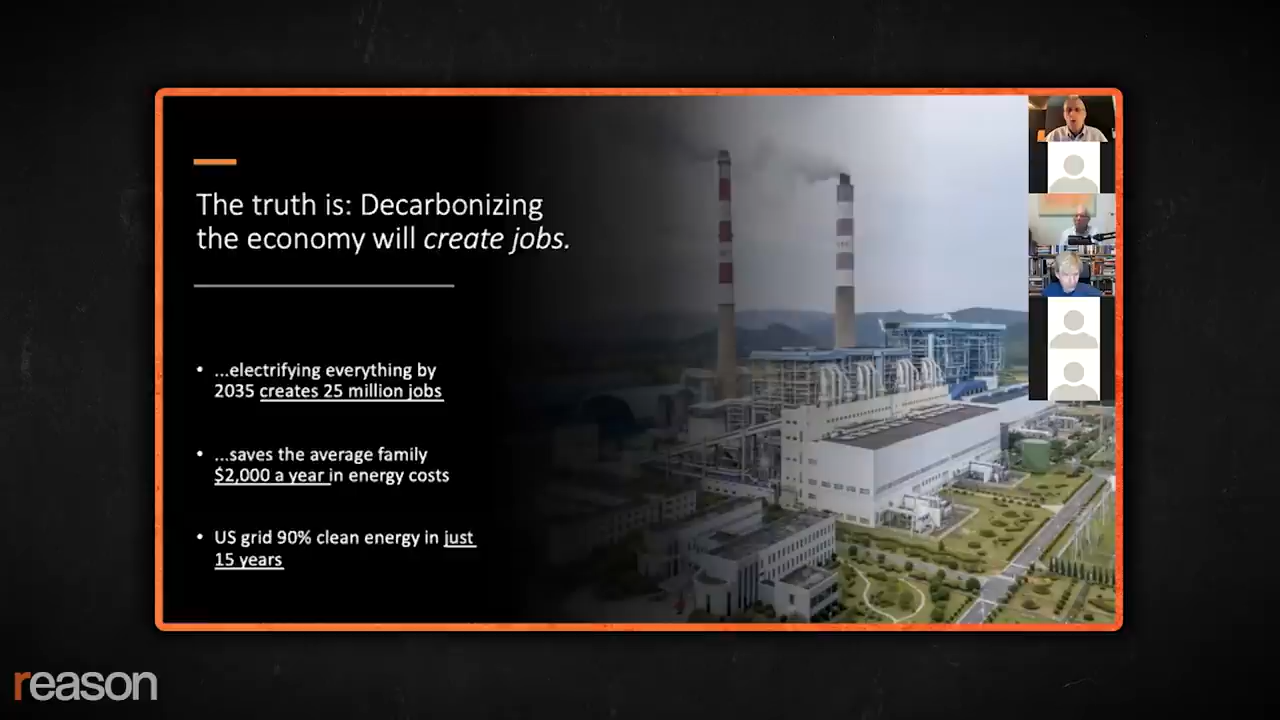 The truth is: Decarbonizing
the economy will create jobs.
• ...electrifying everything by
2035 creates 25 million jobs
• ...saves the average family
$2,000 a year in energy costs
• US grid 90% clean energy in just
15 years
reason